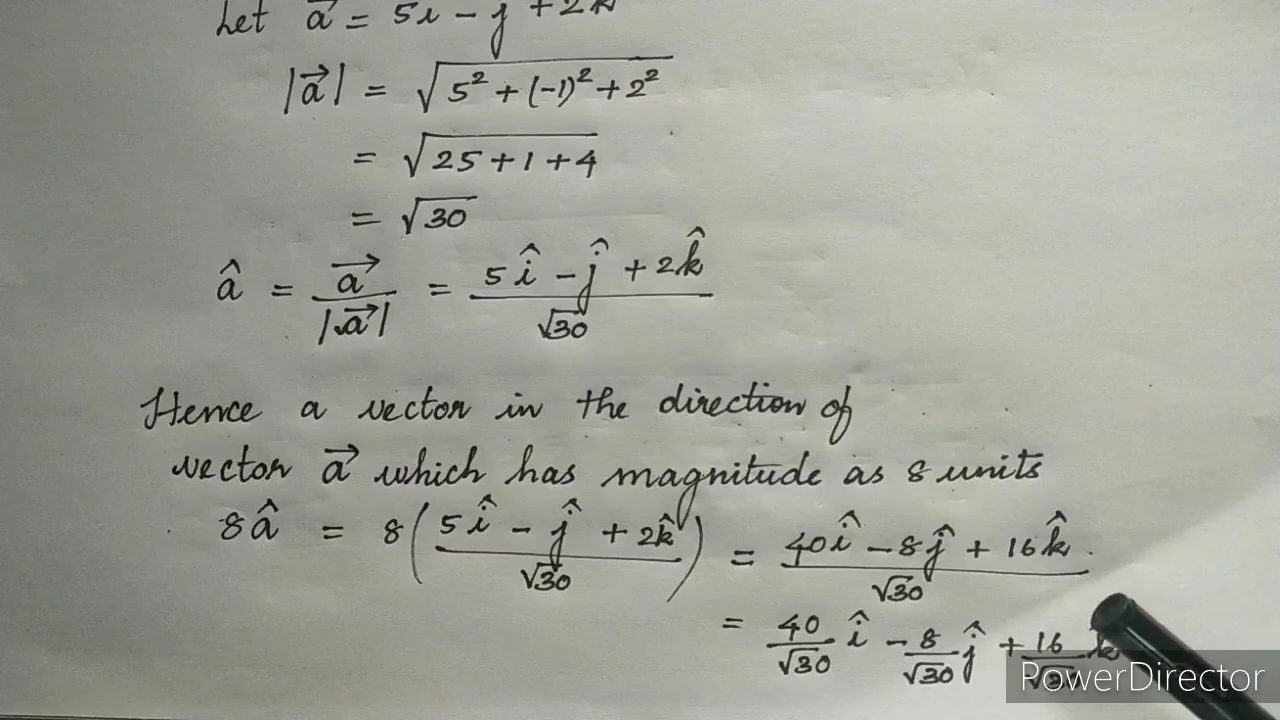 Let a⃗ = 5i − j + 2k
|a⃗| = √(5² + (−1)² + 2²)
= √(25 + 1 + 4)
= √30
â = a⃗/|a⃗| = (5î − ĵ + 2k̂)/√30
Hence a vector in the direction of
vector a⃗ which has magnitude as 8 units
8â = 8((5î − ĵ + 2k̂)/√30) = (40î − 8ĵ + 16k̂)/√30.
= 40/√30 î − 8/√30 ĵ + 16/√30 k
PowerDirector